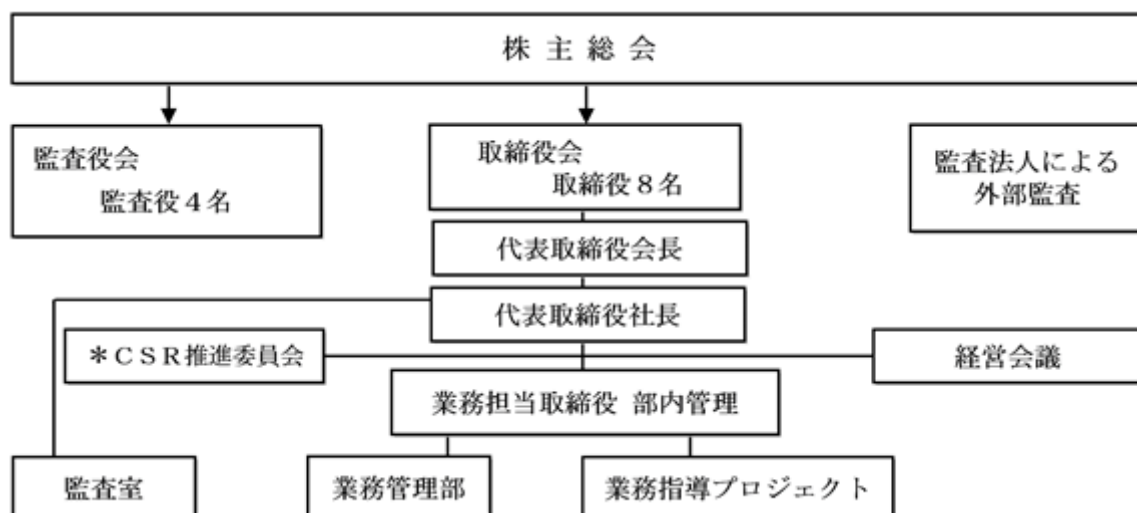 株主総会
監査役会
監査役4名
取締役会
取締役8名
監査法人による
外部監査
代表取締役会長
代表取締役社長
＊CSR推進委員会
経営会議
業務担当取締役 部内管理
監査室
業務管理部
業務指導プロジェクト